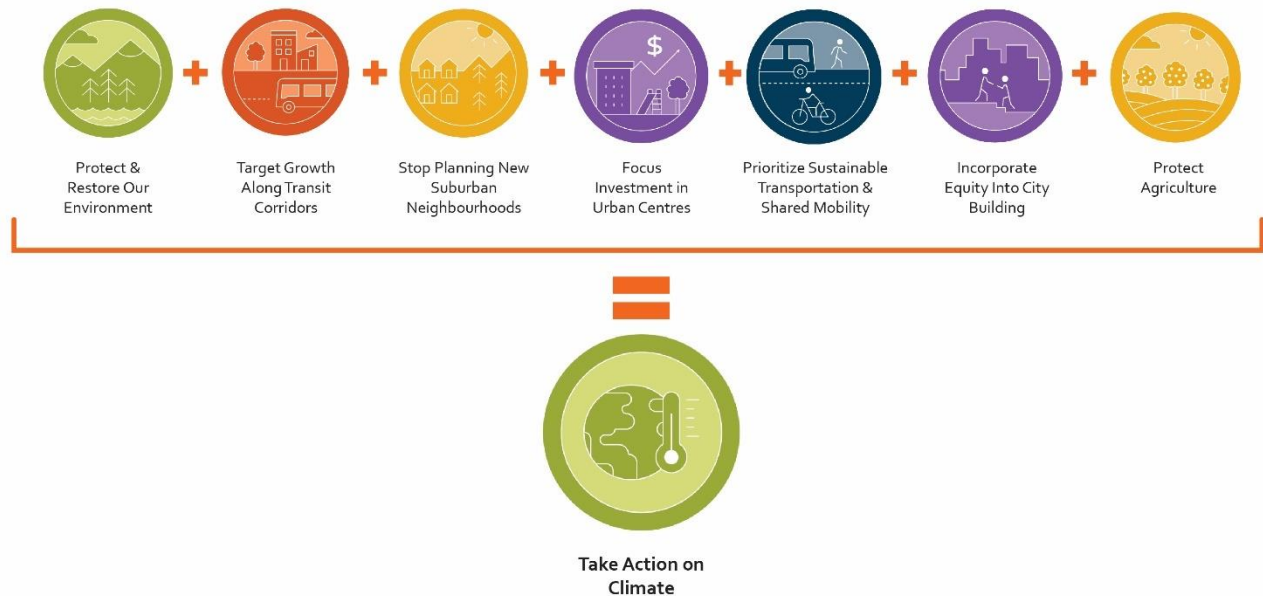 $
Protect &
Restore Our
Environment
Target Growth
Along Transit
Corridors
Stop Planning New
Suburban
Neighbourhoods
Focus
Investment in
Urban Centres
Prioritize Sustainable
Transportation &
Shared Mobility
Incorporate
Equity Into City
Building
Protect
Agriculture
Take Action on
Climate